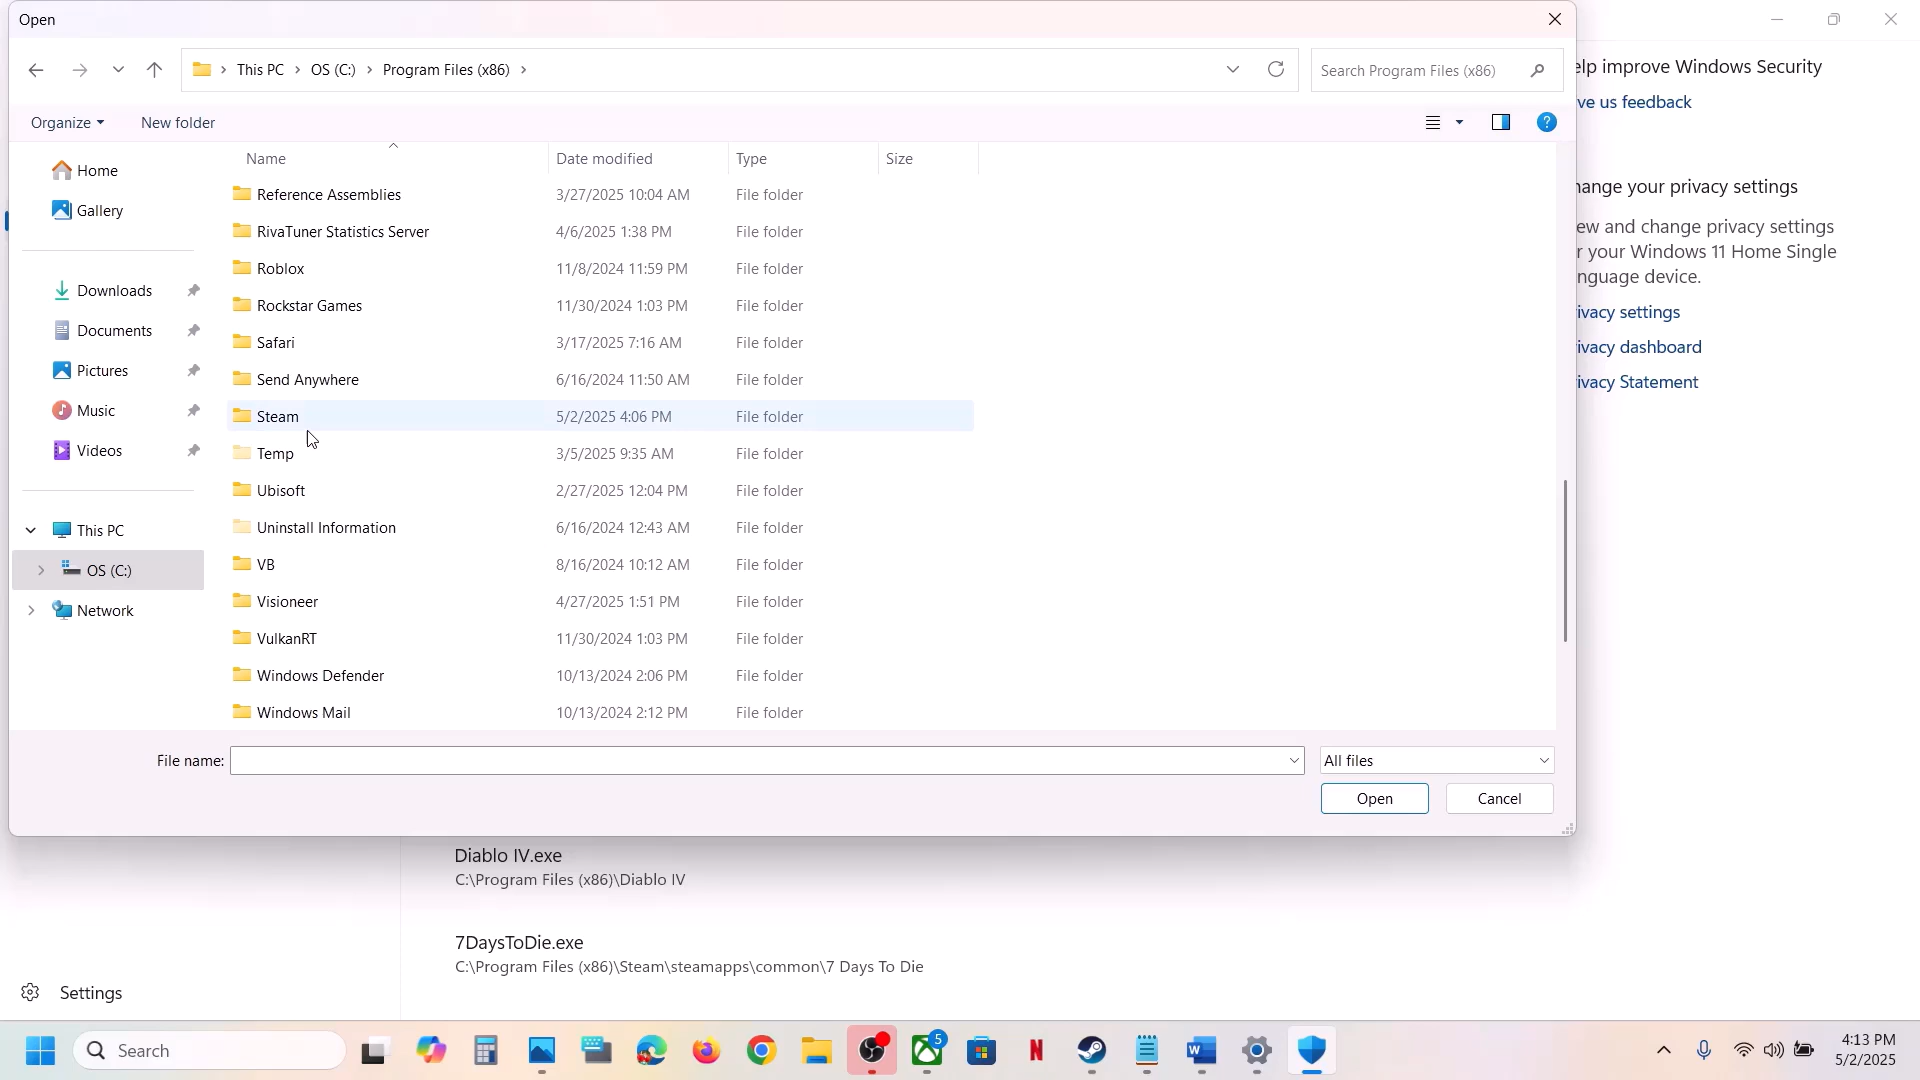 Open
This PC
OS (C:)
Program Files (x86)
Search Program Files (x86)
Organize
New folder
Name
Date modified
Type
Size
Home
Gallery
Downloads
Documents
Pictures
Music
Videos
This PC
OS (C:)
Network
Reference Assemblies 3/27/2025 10:04 AM File folder
RivaTuner Statistics Server 4/6/2025 1:38 PM File folder
Roblox 11/8/2024 11:59 PM File folder
Rockstar Games 11/30/2024 1:03 PM File folder
Safari 3/17/2025 7:16 AM File folder
Send Anywhere 6/16/2024 11:50 AM File folder
Steam 5/2/2025 4:06 PM File folder
Temp 3/5/2025 9:35 AM File folder
Ubisoft 2/27/2025 12:04 PM File folder
Uninstall Information 6/16/2024 12:43 AM File folder
VB 8/16/2024 10:12 AM File folder
Visioneer 4/27/2025 1:51 PM File folder
VulkanRT 11/30/2024 1:03 PM File folder
Windows Defender 10/13/2024 2:06 PM File folder
Windows Mail 10/13/2024 2:12 PM File folder
File name:
All files
Open
Cancel
elp improve Windows Security
ve us feedback
hange your privacy settings
ew and change privacy settings
r your Windows 11 Home Single
nguage device.
ivacy settings
ivacy dashboard
ivacy Statement
Diablo IV.exe
C:\Program Files (x86)\Diablo IV
7DaysToDie.exe
C:\Program Files (x86)\Steam\steamapps\common\7 Days To Die
Settings
Search
5
4:13 PM
5/2/2025